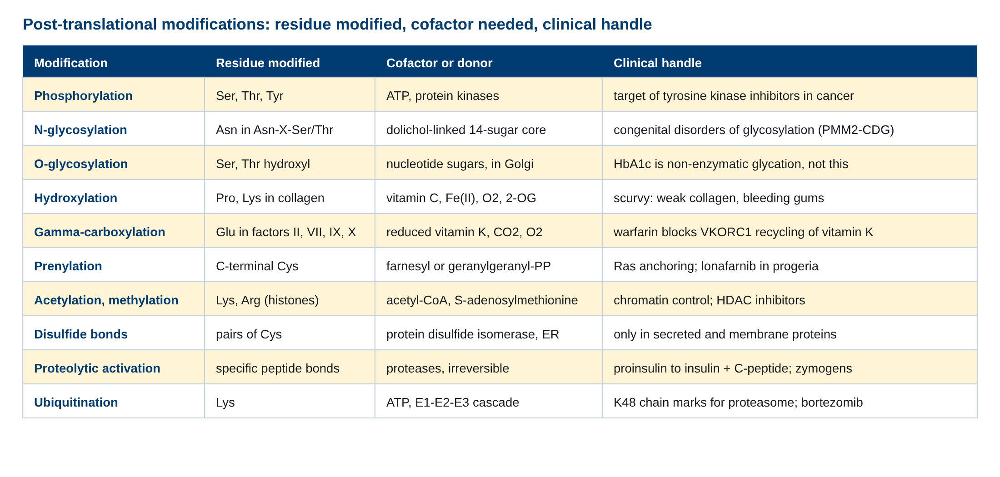 Post-translational modifications: residue modified, cofactor needed, clinical handle
Modification Residue modified Cofactor or donor Clinical handle
Phosphorylation Ser, Thr, Tyr ATP, protein kinases target of tyrosine kinase inhibitors in cancer
N-glycosylation Asn in Asn-X-Ser/Thr dolichol-linked 14-sugar core congenital disorders of glycosylation (PMM2-CDG)
O-glycosylation Ser, Thr hydroxyl nucleotide sugars, in Golgi HbA1c is non-enzymatic glycation, not this
Hydroxylation Pro, Lys in collagen vitamin C, Fe(II), O2, 2-OG scurvy: weak collagen, bleeding gums
Gamma-carboxylation Glu in factors II, VII, IX, X reduced vitamin K, CO2, O2 warfarin blocks VKORC1 recycling of vitamin K
Prenylation C-terminal Cys farnesyl or geranylgeranyl-PP Ras anchoring; lonafarnib in progeria
Acetylation, methylation Lys, Arg (histones) acetyl-CoA, S-adenosylmethionine chromatin control; HDAC inhibitors
Disulfide bonds pairs of Cys protein disulfide isomerase, ER only in secreted and membrane proteins
Proteolytic activation specific peptide bonds proteases, irreversible proinsulin to insulin + C-peptide; zymogens
Ubiquitination Lys ATP, E1-E2-E3 cascade K48 chain marks for proteasome; bortezomib